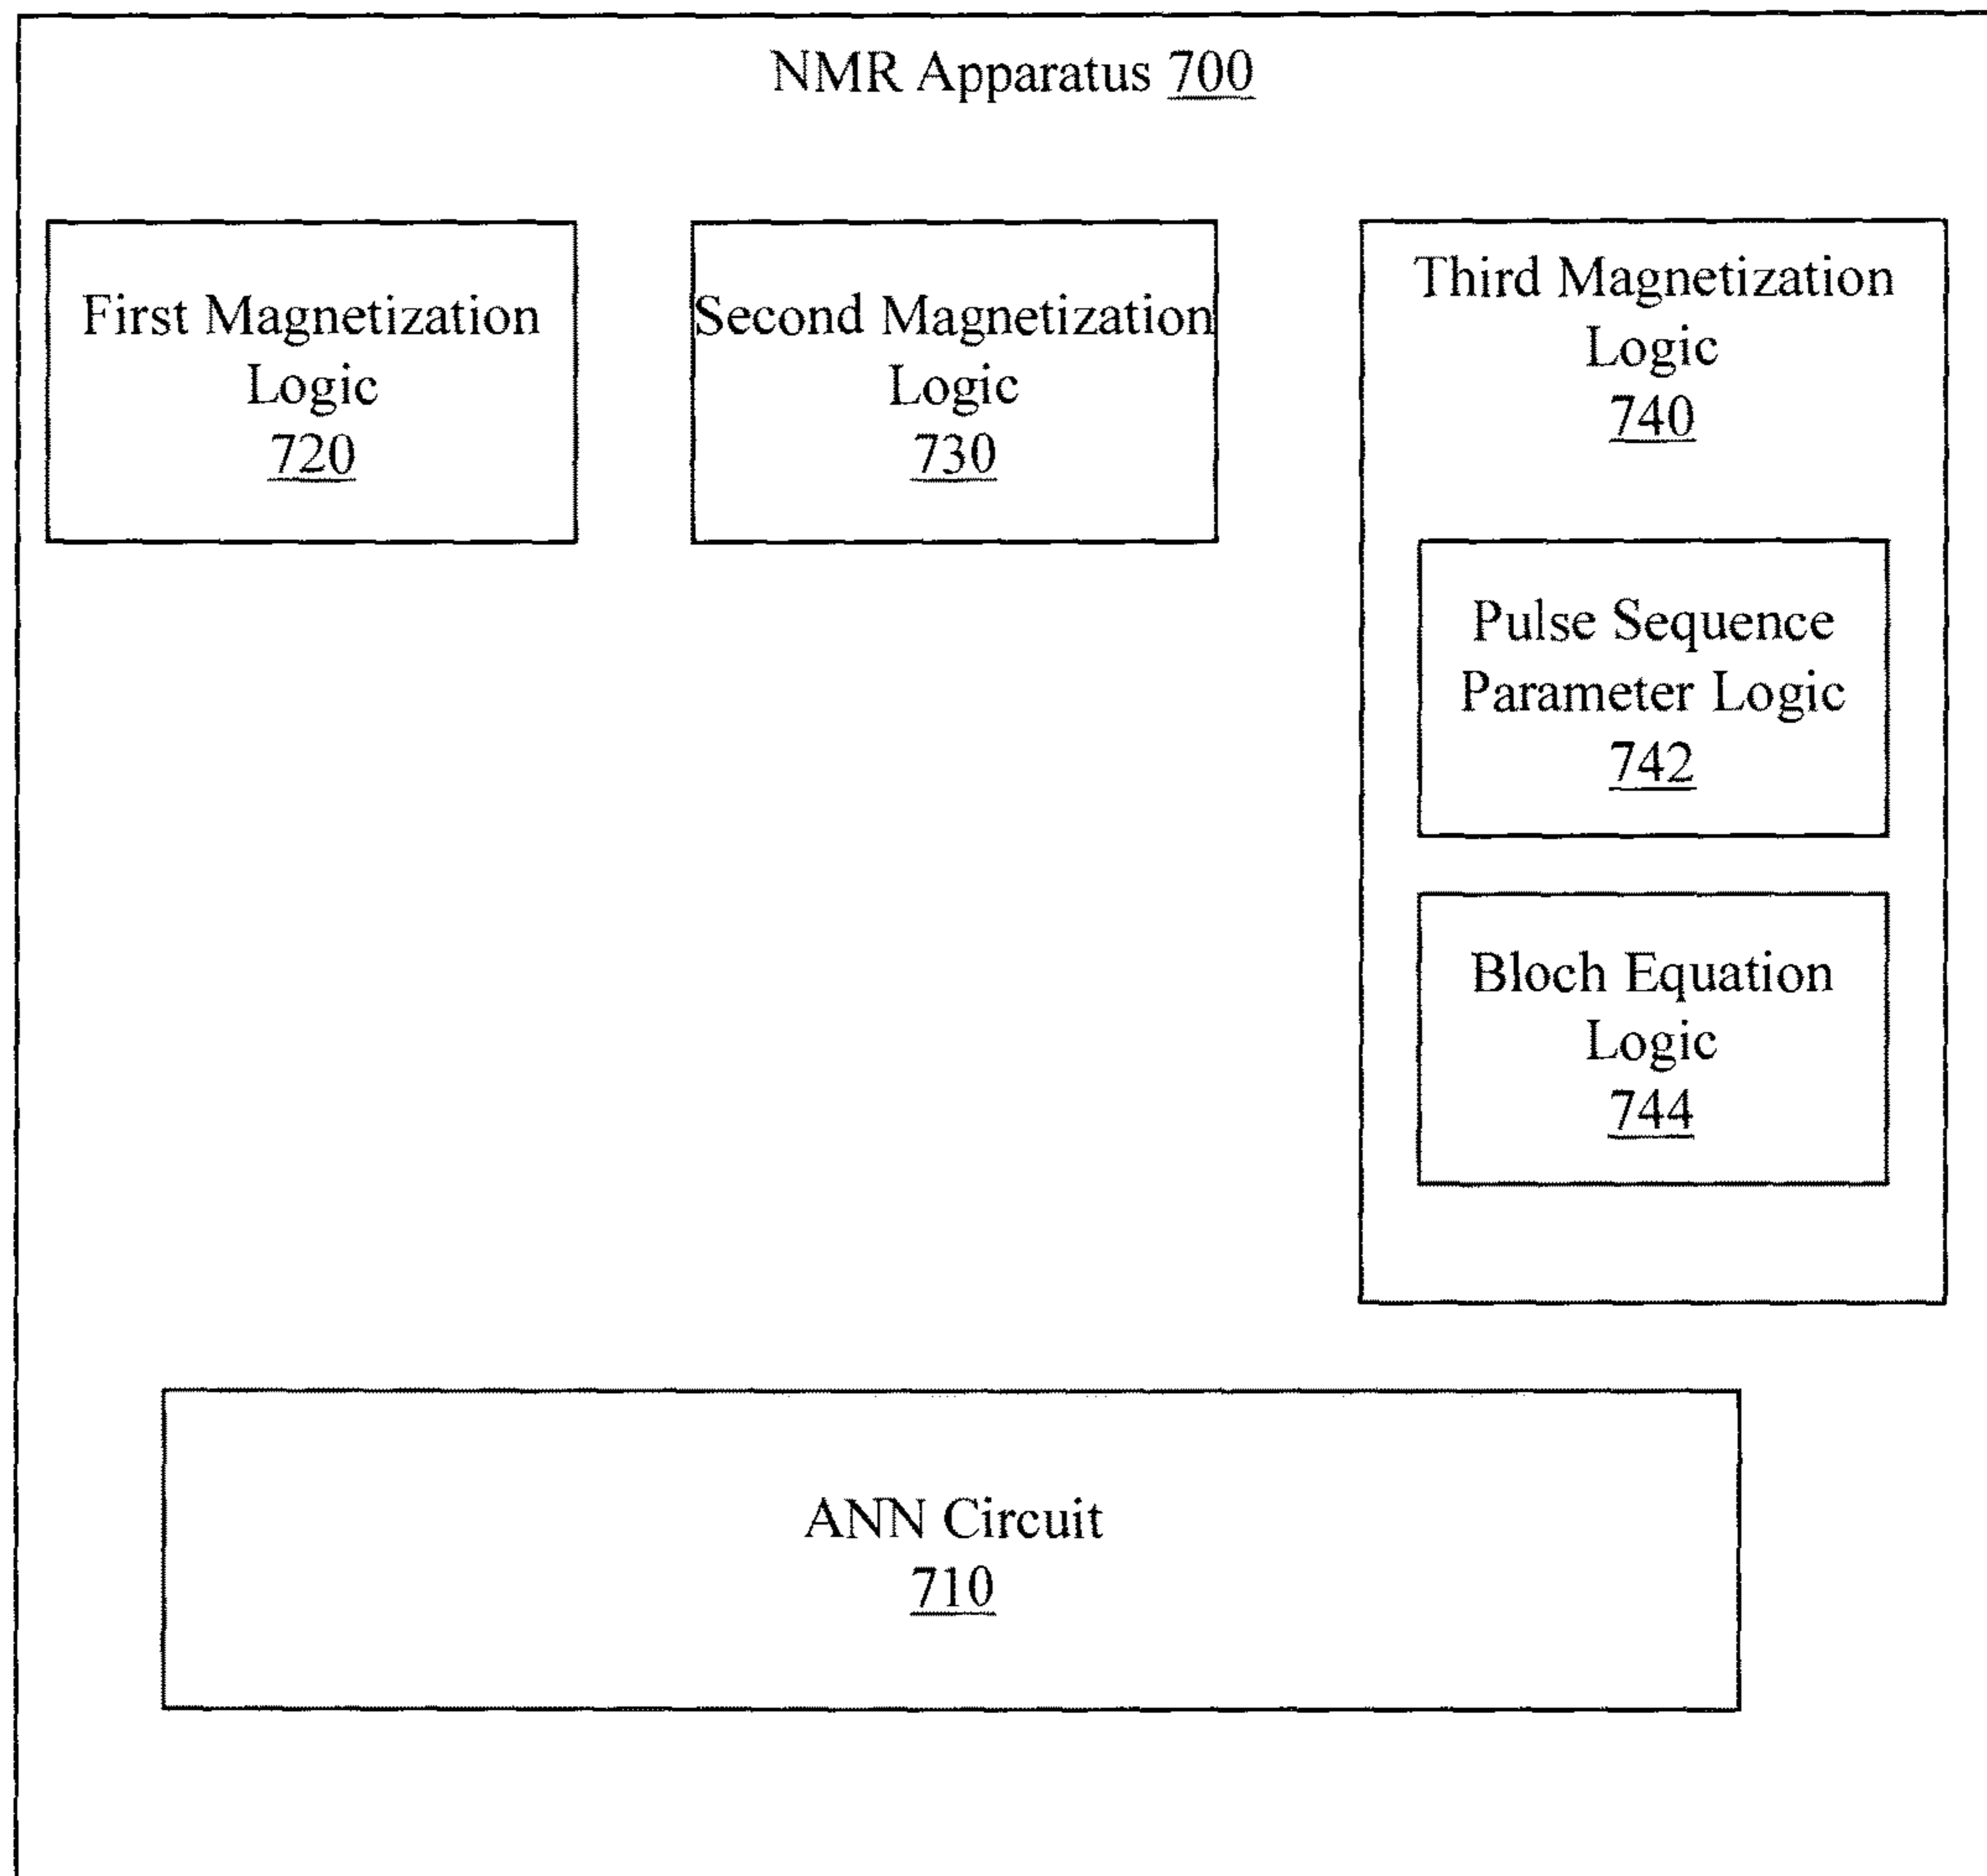 NMR Apparatus 700
First Magnetization
Logic
720
Second Magnetization
Logic
730
Third Magnetization
Logic
740
Pulse Sequence
Parameter Logic
742
Bloch Equation
Logic
744
ANN Circuit
710